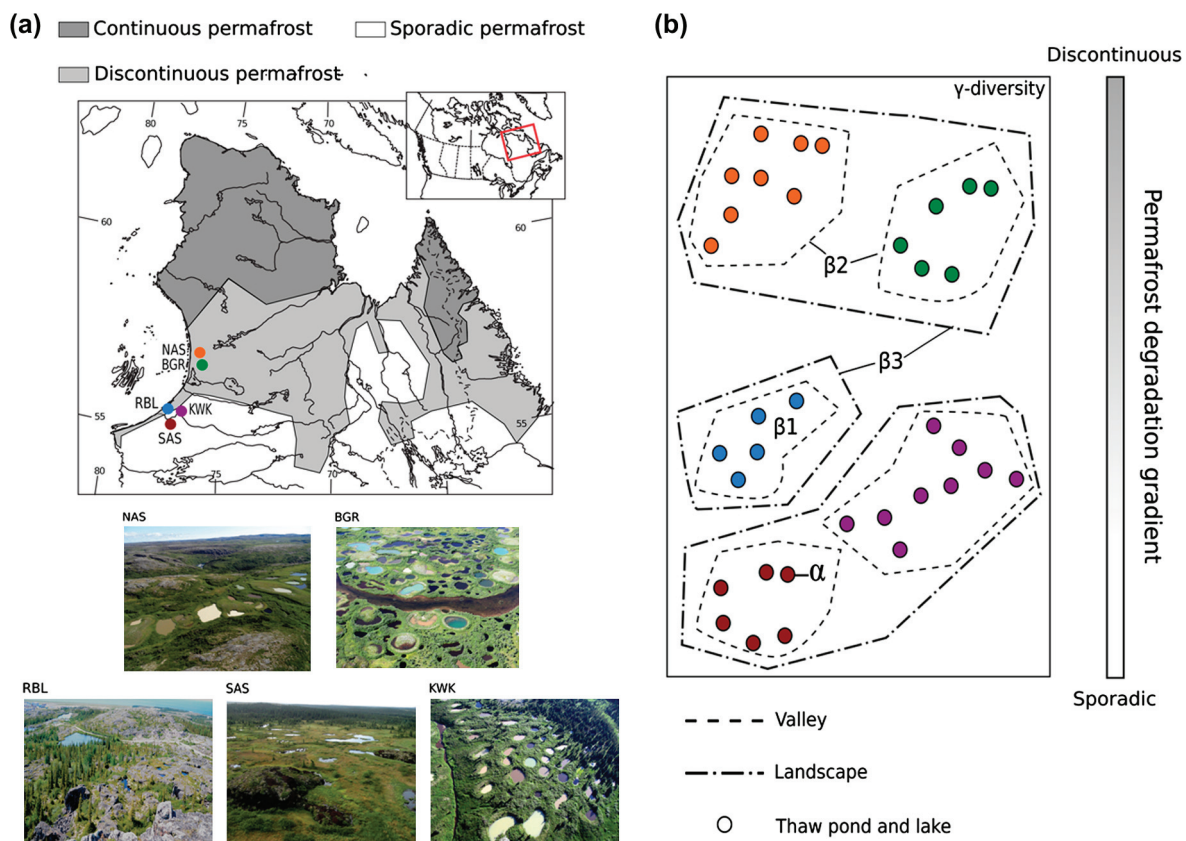 (a)
Continuous permafrost
Sporadic permafrost
Discontinuous permafrost
80
75
70
60
60
NAS
BGR
RBL
KWK
55
SAS
55
80
75
70
NAS
BGR
RBL
SAS
KWK
(b)
Discontinuous
γ-diversity
β2
β3
β1
α
Permafrost degradation gradient
Sporadic
Valley
Landscape
Thaw pond and lake